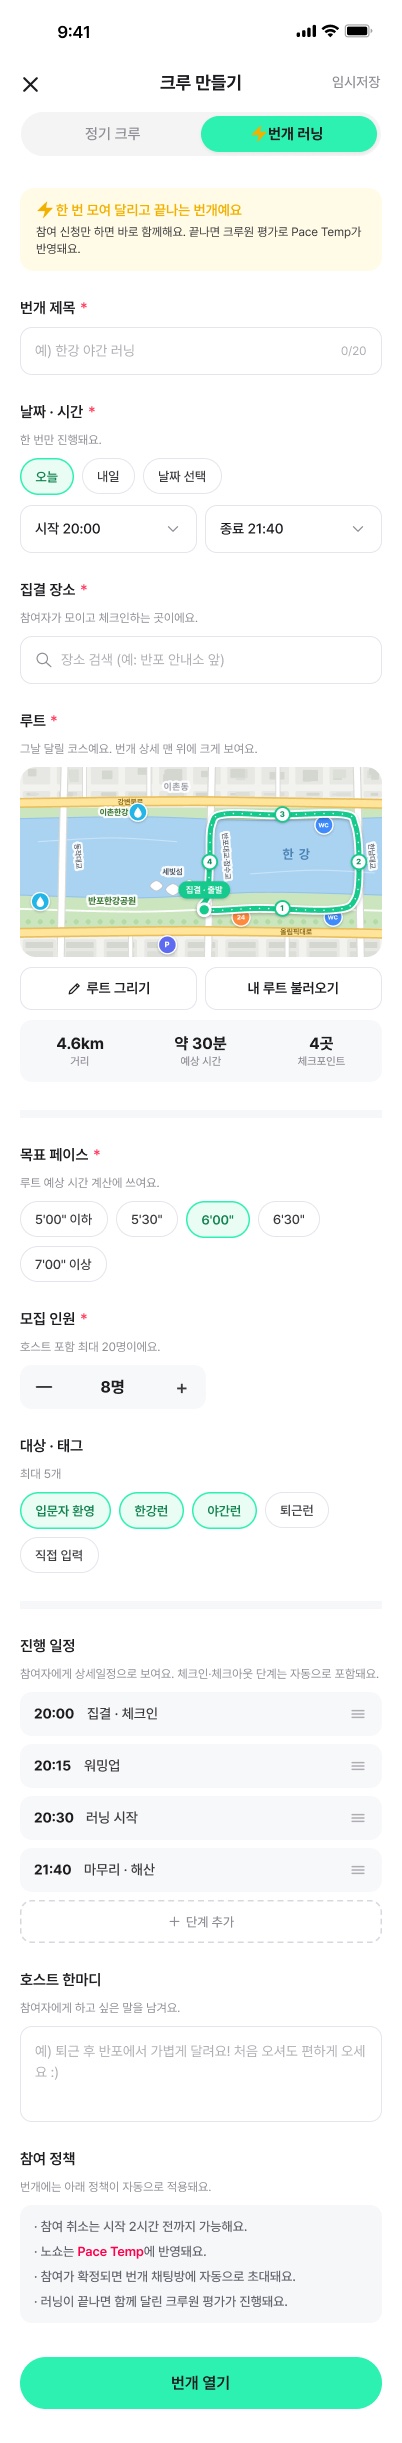 9:41
크루 만들기
임시저장
정기 크루
번개 러닝
한 번 모여 달리고 끝나는 번개예요
참여 신청만 하면 바로 함께해요. 끝나면 크루원 평가로 Pace Temp가
반영돼요.
번개 제목 *
예) 한강 야간 러닝
0/20
날짜 · 시간 *
한 번만 진행돼요.
오늘
내일
날짜 선택
시작 20:00
종료 21:40
집결 장소 *
참여자가 모이고 체크인하는 곳이에요.
장소 검색 (예: 반포 안내소 앞)
루트 *
그날 달릴 코스예요. 번개 상세 맨 위에 크게 보여요.
이촌동
강변북로
이촌한강
3
WC
동작대교
반포대교·잠수교
한강
4
2
한남대교
세빛섬
집결 · 출발
반포한강공원
1
24
WC
올림픽대로
P
루트 그리기
내 루트 불러오기
4.6km
거리
약 30분
예상 시간
4곳
체크포인트
목표 페이스 *
루트 예상 시간 계산에 쓰여요.
5'00" 이하
5'30"
6'00"
6'30"
7'00" 이상
모집 인원 *
호스트 포함 최대 20명이에요.
— 8명 +
대상 · 태그
최대 5개
입문자 환영
한강런
야간런
퇴근런
직접 입력
진행 일정
참여자에게 상세일정으로 보여요. 체크인·체크아웃 단계는 자동으로 포함돼요.
20:00 집결 · 체크인
20:15 워밍업
20:30 러닝 시작
21:40 마무리 · 해산
+ 단계 추가
호스트 한마디
참여자에게 하고 싶은 말을 남겨요.
예) 퇴근 후 반포에서 가볍게 달려요! 처음 오셔도 편하게 오세
요 :)
참여 정책
번개에는 아래 정책이 자동으로 적용돼요.
· 참여 취소는 시작 2시간 전까지 가능해요.
· 노쇼는 Pace Temp에 반영돼요.
· 참여가 확정되면 번개 채팅방에 자동으로 초대돼요.
· 러닝이 끝나면 함께 달린 크루원 평가가 진행돼요.
번개 열기